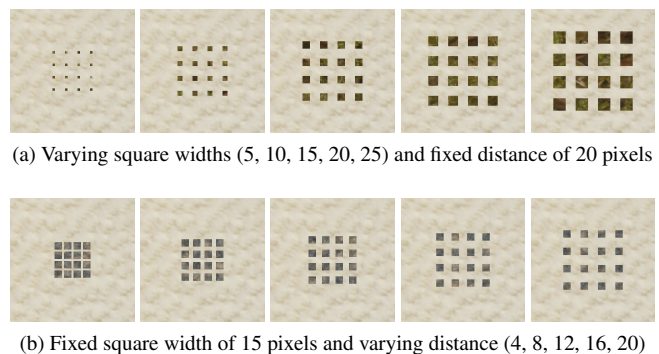 (a) Varying square widths (5, 10, 15, 20, 25) and fixed distance of 20 pixels
(b) Fixed square width of 15 pixels and varying distance (4, 8, 12, 16, 20)